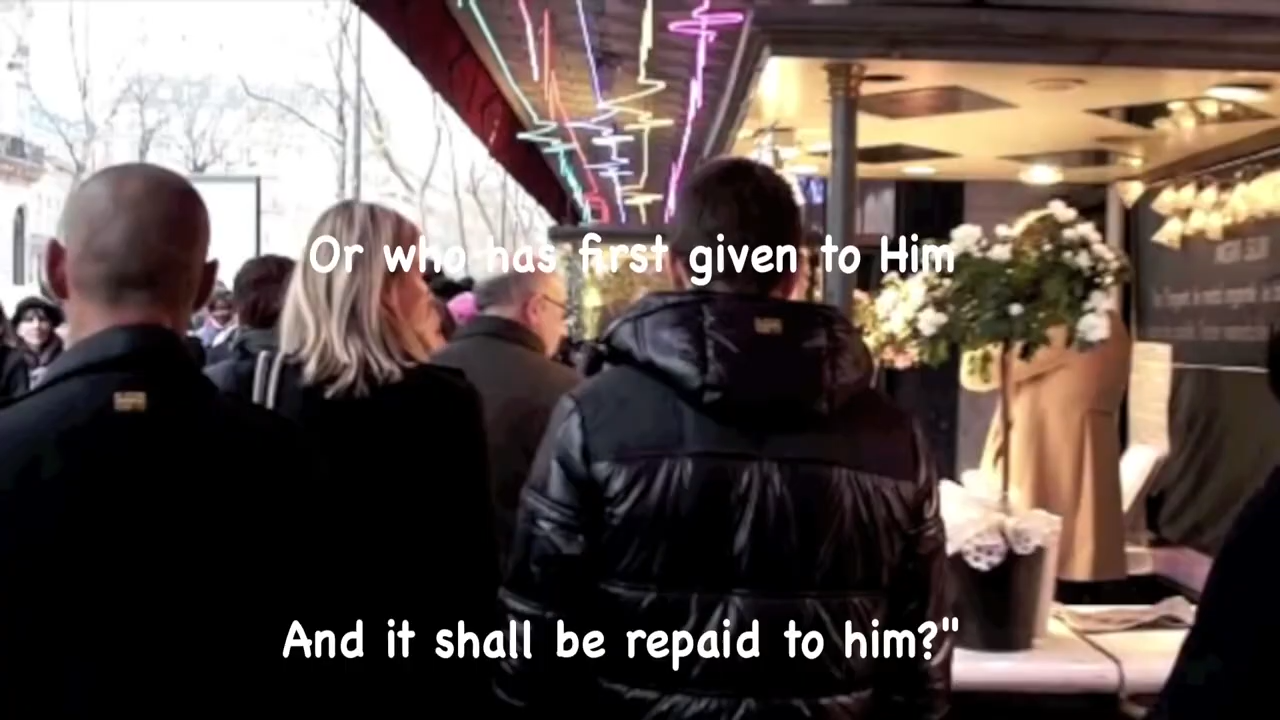 Or who has first given to Him
And it shall be repaid to him?"